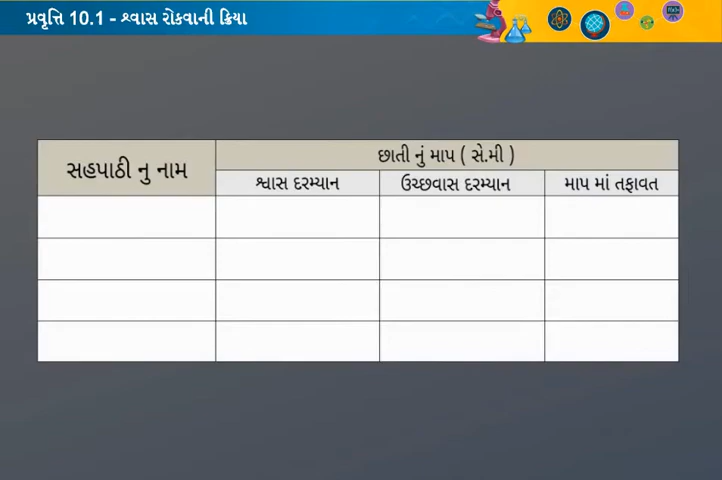 પ્રવૃત્તિ 10.1 - શ્વાસ રોકવાની ક્રિયા
સહપાઠી નુ નામ
છાતી નું માપ ( સે.મી )
શ્વાસ દરમ્યાન
ઉચ્છવાસ દરમ્યાન
માપ માં તફાવત